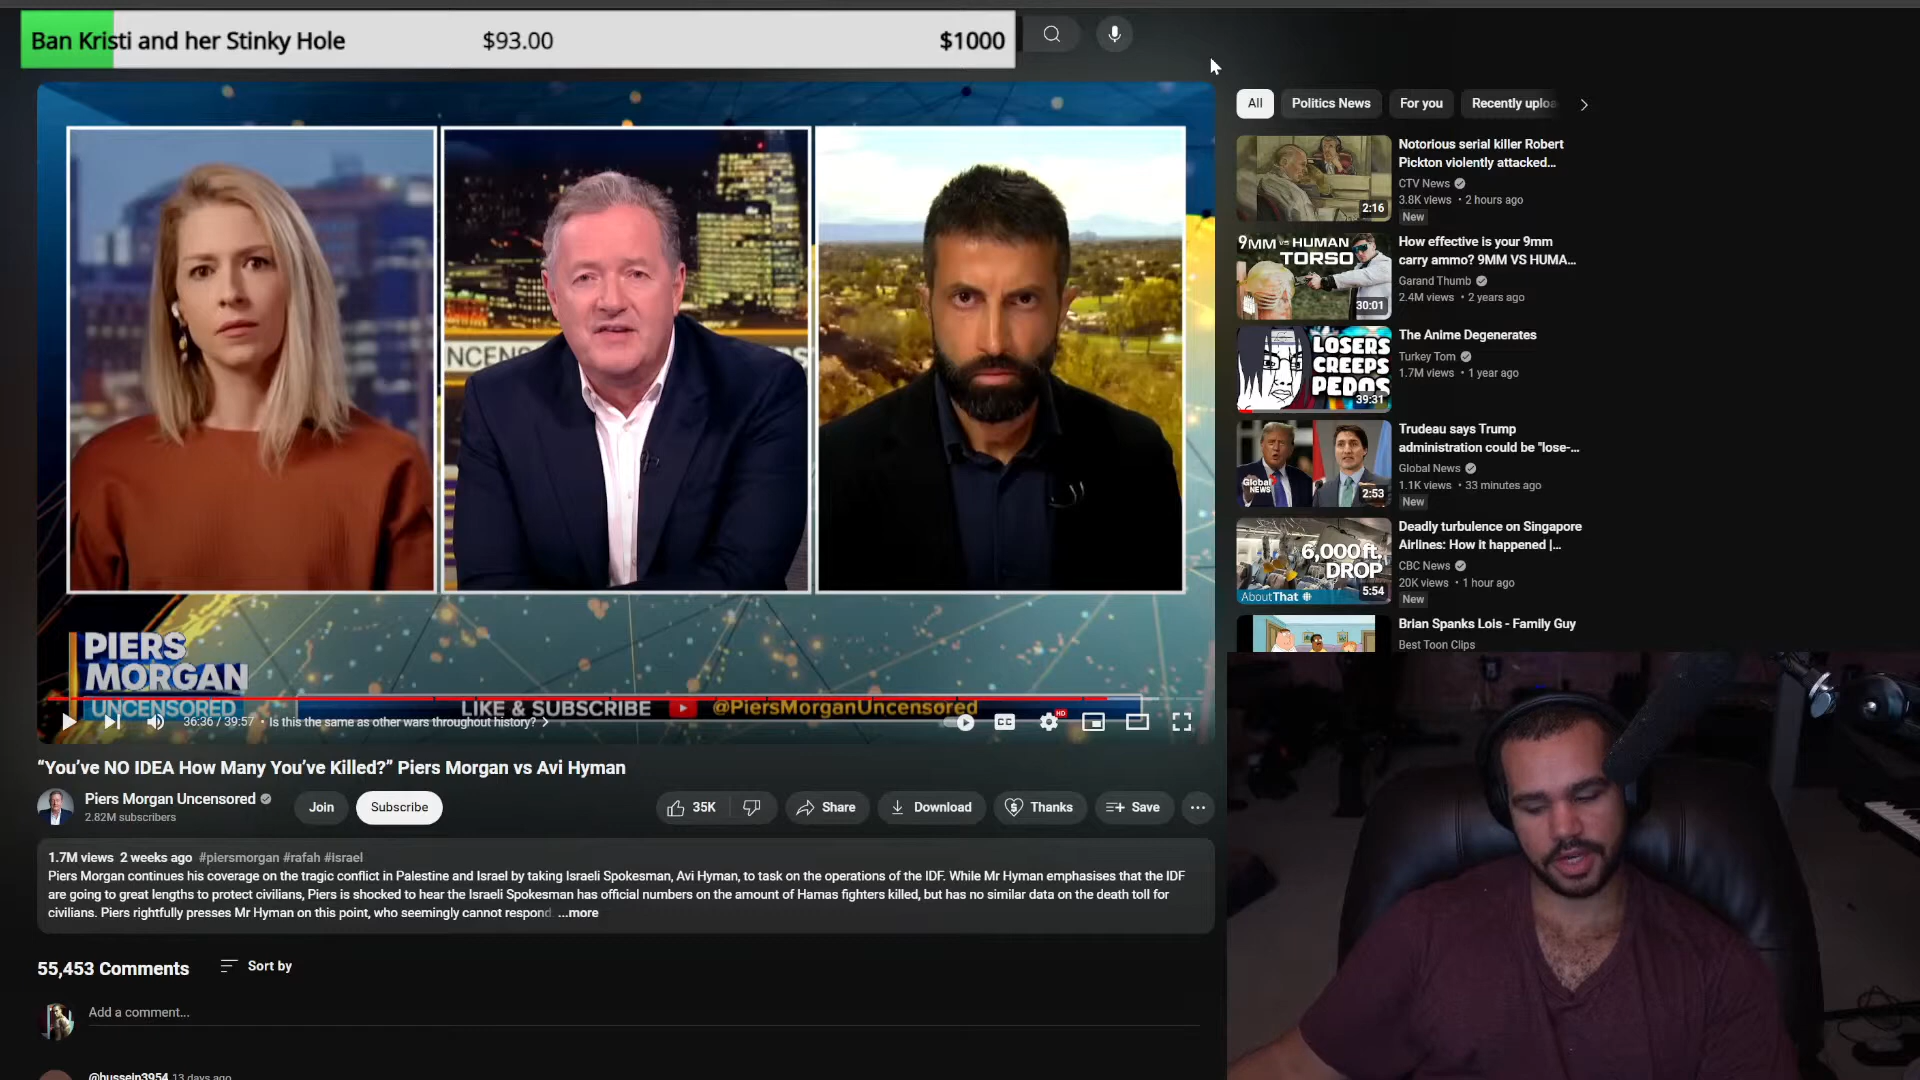 Ban Kristi and her Stinky Hole
$93.00
$1000
PIERS
MORGAN
UNCENSORED
LIKE & SUBSCRIBE
@PiersMorganUncensored
36:36 / 39:57 • Is this the same as other wars throughout history?
CC
HD
“You’ve NO IDEA How Many You’ve Killed?” Piers Morgan vs Avi Hyman
Piers Morgan Uncensored
2.82M subscribers
Join
Subscribe
35K
Share
Download
Thanks
Save
1.7M views 2 weeks ago #piersmorgan #rafah #israel
Piers Morgan continues his coverage on the tragic conflict in Palestine and Israel by taking Israeli Spokesman, Avi Hyman, to task on the operations of the IDF. While Mr Hyman emphasises that the IDF
are going to great lengths to protect civilians, Piers is shocked to hear the Israeli Spokesman has official numbers on the amount of Hamas fighters killed, but has no similar data on the death toll for
civilians. Piers rightfully presses Mr Hyman on this point, who seemingly cannot respond. ...more
55,453 Comments
Sort by
Add a comment...
@hussein3954 13 days ago
All
Politics News
For you
Recently uploa
Notorious serial killer Robert
Pickton violently attacked...
CTV News
3.8K views • 2 hours ago
New
2:16
9MM vs HUMAN
TORSO
30:01
How effective is your 9mm
carry ammo? 9MM VS HUMA...
Garand Thumb
2.4M views • 2 years ago
LOSERS
CREEPS
PEDOS
39:31
The Anime Degenerates
Turkey Tom
1.7M views • 1 year ago
Global
NEWS
2:53
Trudeau says Trump
administration could be "lose-...
Global News
1.1K views • 33 minutes ago
New
6,000 ft.
DROP
About That
5:54
Deadly turbulence on Singapore
Airlines: How it happened |...
CBC News
20K views • 1 hour ago
New
Brian Spanks Lois - Family Guy
Best Toon Clips